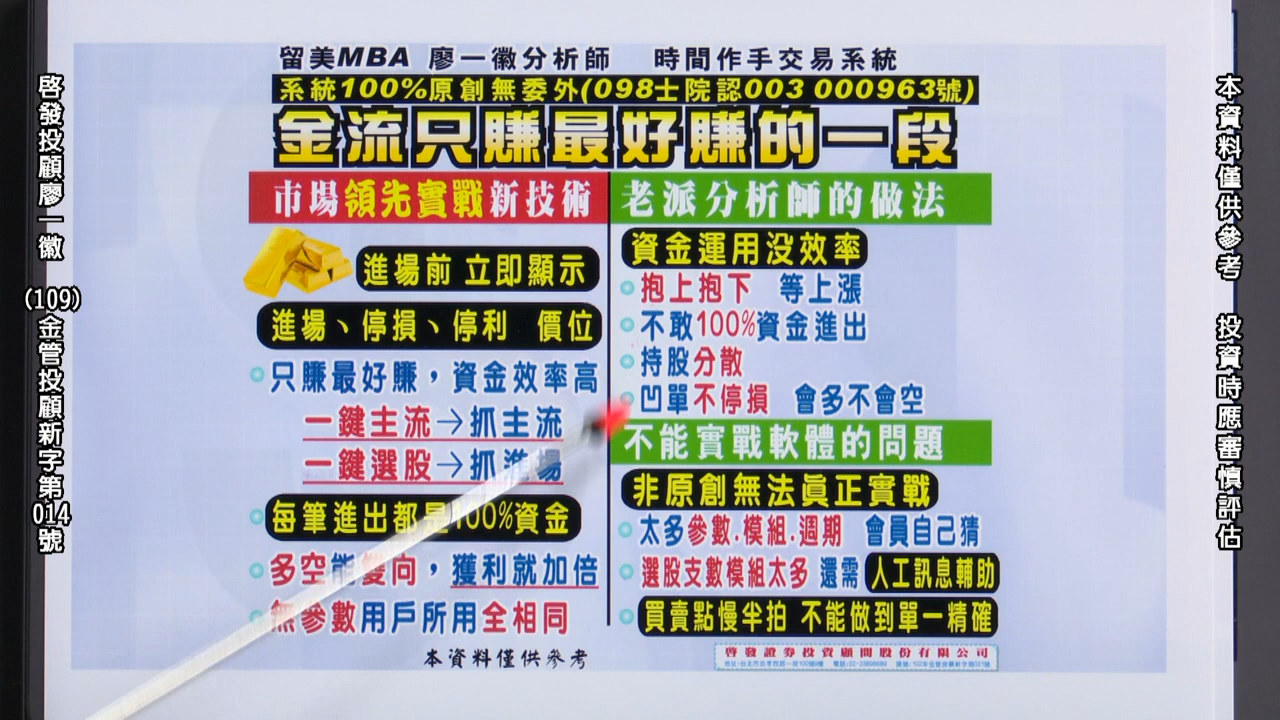 留美MBA 廖一徽分析師 時間作手交易系統
系統100%原創無委外(098士院認003 000963號)
金流只賺最好賺的一段
市場領先實戰新技術
進場前 立即顯示
進場、停損、停利 價位
只賺最好賺，資金效率高
一鍵主流→抓主流
一鍵選股→抓進場
每筆進出都是100%資金
多空能雙向，獲利就加倍
無參數用戶所用全相同
本資料僅供參考
老派分析師的做法
資金運用没效率
抱上抱下 等上漲
不敢100%資金進出
持股分散
凹單不停損 會多不會空
不能實戰軟體的問題
非原創無法眞正實戰
太多參數.模組.週期 會員自己猜
選股支數模組太多 還需人工訊息輔助
買賣點慢半拍 不能做到單一精確
啓發證券投資顧問股份有限公司
啓發投顧廖一徽 (109)金管投顧新字第014號
本資料僅供參考 投資時應審慎評估